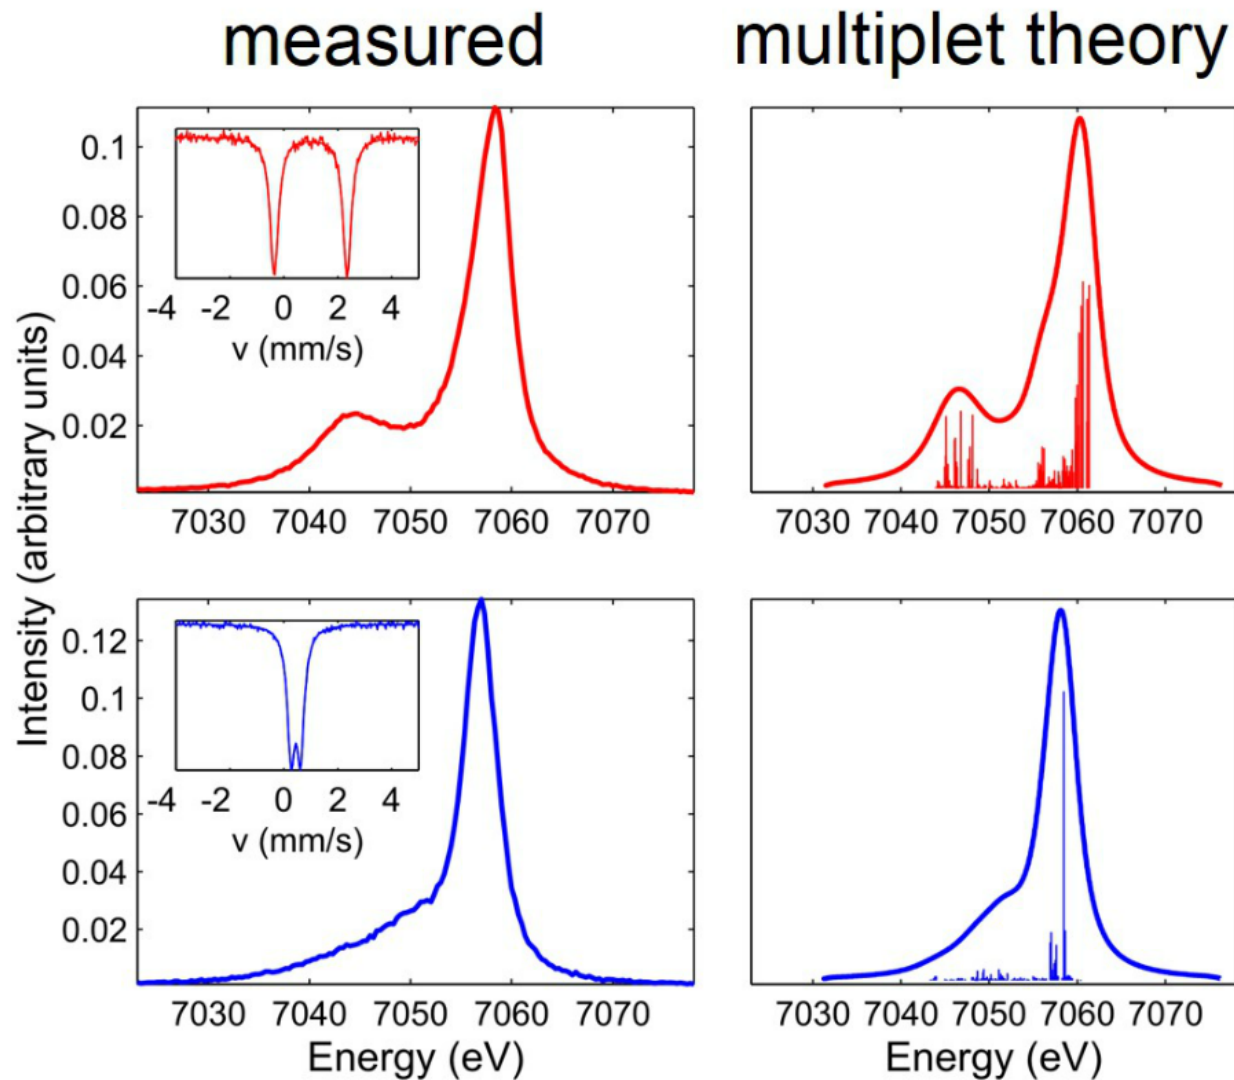 measured
multiplet theory
Intensity (arbitrary units)
0.1
0.08
0.06
0.04
0.02
-4 -2 0 2 4
v (mm/s)
7030 7040 7050 7060 7070
7030 7040 7050 7060 7070
0.12
0.1
0.08
0.06
0.04
0.02
-4 -2 0 2 4
v (mm/s)
7030 7040 7050 7060 7070
Energy (eV)
7030 7040 7050 7060 7070
Energy (eV)